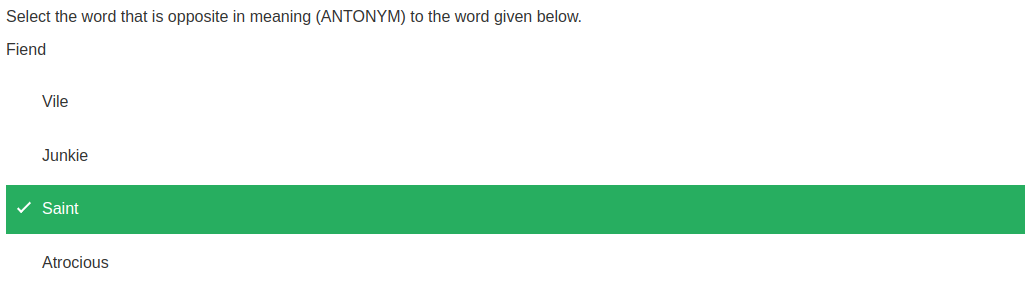 Select the word that is opposite in meaning (ANTONYM) to the word given below.
Fiend
Vile
Junkie
Saint
Atrocious